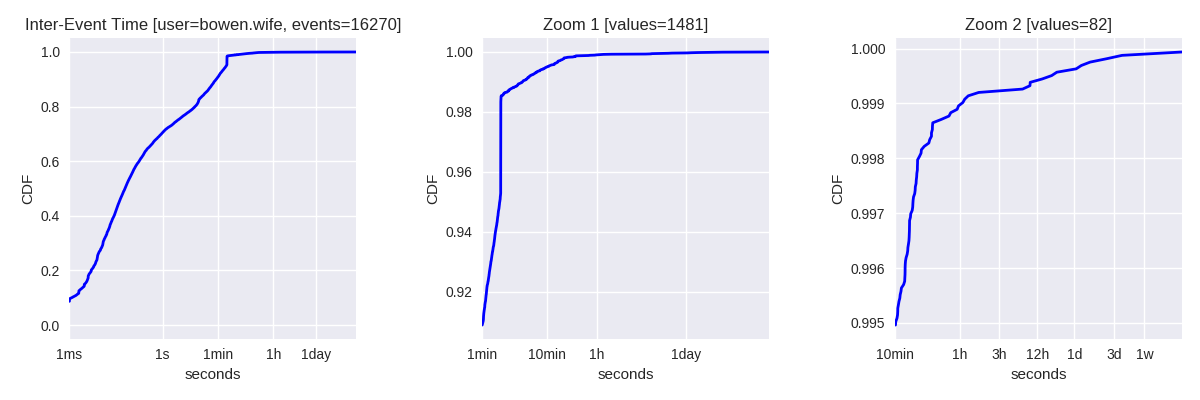 Inter-Event Time [user=bowen.wife, events=16270]
CDF
1.0
0.8
0.6
0.4
0.2
0.0
1ms 1s 1min 1h 1day
seconds
Zoom 1 [values=1481]
CDF
1.00
0.98
0.96
0.94
0.92
1min 10min 1h 1day
seconds
Zoom 2 [values=82]
CDF
1.000
0.999
0.998
0.997
0.996
0.995
10min 1h 3h 12h 1d 3d 1w
seconds